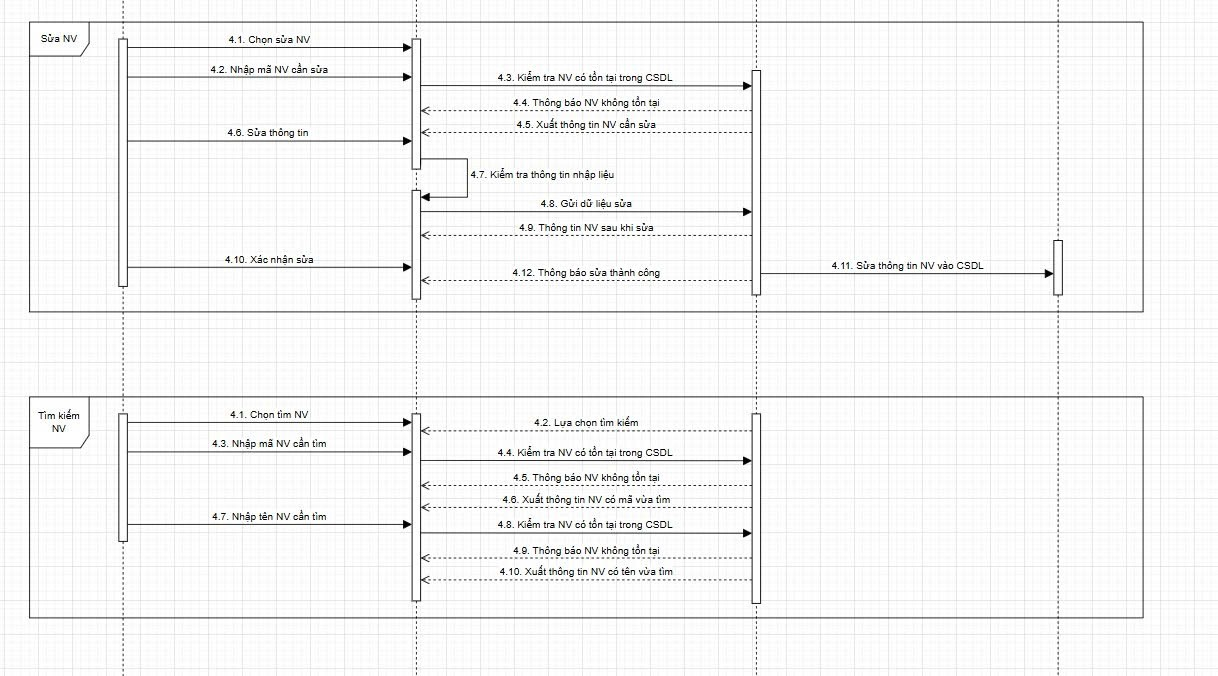 Sửa NV
4.1. Chọn sửa NV
4.2. Nhập mã NV cần sửa
4.3. Kiểm tra NV có tồn tại trong CSDL
4.4. Thông báo NV không tồn tại
4.5. Xuất thông tin NV cần sửa
4.6. Sửa thông tin
4.7. Kiểm tra thông tin nhập liệu
4.8. Gửi dữ liệu sửa
4.9. Thông tin NV sau khi sửa
4.10. Xác nhận sửa
4.11. Sửa thông tin NV vào CSDL
4.12. Thông báo sửa thành công
Tìm kiếm
NV
4.1. Chọn tìm NV
4.2. Lựa chọn tìm kiếm
4.3. Nhập mã NV cần tìm
4.4. Kiểm tra NV có tồn tại trong CSDL
4.5. Thông báo NV không tồn tại
4.6. Xuất thông tin NV có mã vừa tìm
4.7. Nhập tên NV cần tìm
4.8. Kiểm tra NV có tồn tại trong CSDL
4.9. Thông báo NV không tồn tại
4.10. Xuất thông tin NV có tên vừa tìm